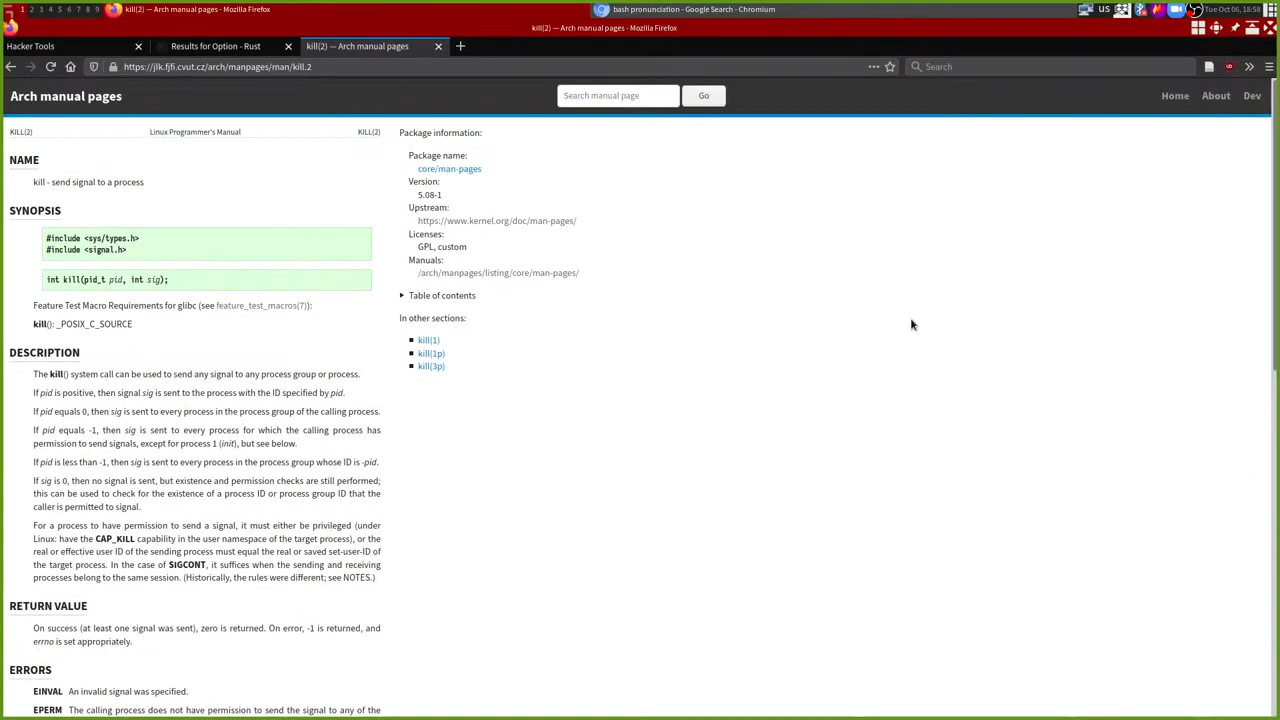 1 2 3 4 5 6 7 8 9 kill(2) — Arch manual pages - Mozilla Firefox bash pronunciation - Google Search - Chromium US Tue Oct 06, 18:58
kill(2) — Arch manual pages - Mozilla Firefox
Hacker Tools Results for Option - Rust kill(2) — Arch manual pages
https://jlk.fjfi.cvut.cz/arch/manpages/man/kill.2 Search
Arch manual pages Search manual page Go Home About Dev
KILL(2) Linux Programmer's Manual KILL(2)
NAME
kill - send signal to a process
SYNOPSIS
#include <sys/types.h>
#include <signal.h>
int kill(pid_t pid, int sig);
Feature Test Macro Requirements for glibc (see feature_test_macros(7)):
kill(): _POSIX_C_SOURCE
DESCRIPTION
The kill() system call can be used to send any signal to any process group or process.
If pid is positive, then signal sig is sent to the process with the ID specified by pid.
If pid equals 0, then sig is sent to every process in the process group of the calling process.
If pid equals -1, then sig is sent to every process for which the calling process has
permission to send signals, except for process 1 (init), but see below.
If pid is less than -1, then sig is sent to every process in the process group whose ID is -pid.
If sig is 0, then no signal is sent, but existence and permission checks are still performed;
this can be used to check for the existence of a process ID or process group ID that the
caller is permitted to signal.
For a process to have permission to send a signal, it must either be privileged (under
Linux: have the CAP_KILL capability in the user namespace of the target process), or the
real or effective user ID of the sending process must equal the real or saved set-user-ID of
the target process. In the case of SIGCONT, it suffices when the sending and receiving
processes belong to the same session. (Historically, the rules were different; see NOTES.)
RETURN VALUE
On success (at least one signal was sent), zero is returned. On error, -1 is returned, and
errno is set appropriately.
ERRORS
EINVAL An invalid signal was specified.
EPERM The calling process does not have permission to send the signal to any of the
Package information:
Package name:
core/man-pages
Version:
5.08-1
Upstream:
https://www.kernel.org/doc/man-pages/
Licenses:
GPL, custom
Manuals:
/arch/manpages/listing/core/man-pages/
Table of contents
In other sections:
kill(1)
kill(1p)
kill(3p)